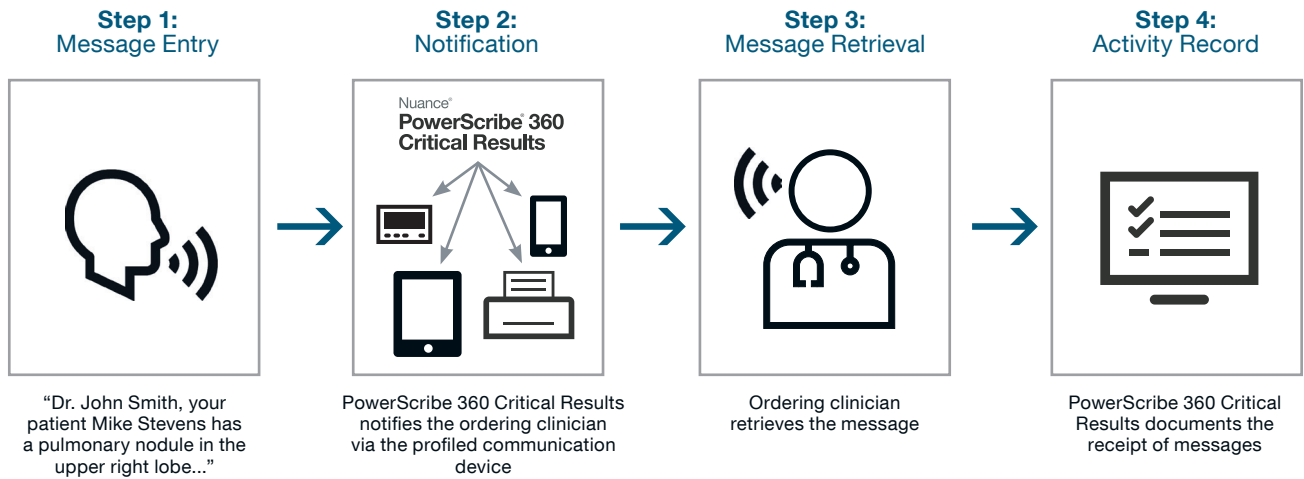 Step 1:
Message Entry
Step 2:
Notification
Step 3:
Message Retrieval
Step 4:
Activity Record
Nuance®
PowerScribe® 360
Critical Results
“Dr. John Smith, your
patient Mike Stevens has
a pulmonary nodule in the
upper right lobe...”
PowerScribe 360 Critical Results
notifies the ordering clinician
via the profiled communication
device
Ordering clinician
retrieves the message
PowerScribe 360 Critical
Results documents the
receipt of messages